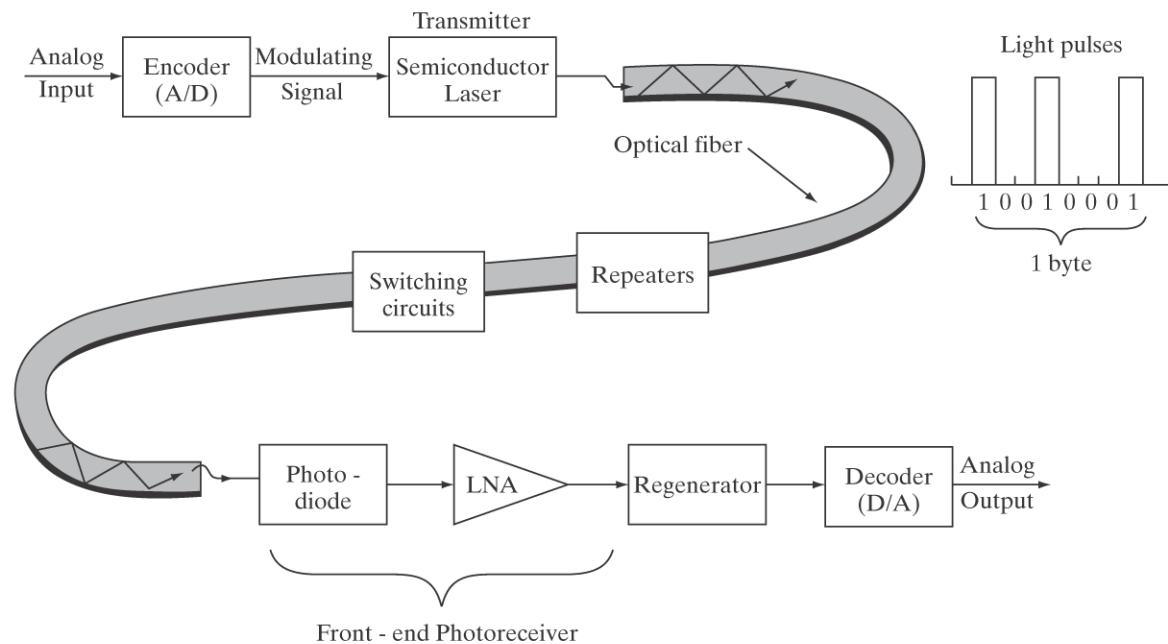 Transmitter
Analog
Input
Encoder
(A/D)
Modulating
Signal
Semiconductor
Laser
Light pulses
Optical fiber
1 0 0 1 0 0 0 1
1 byte
Repeaters
Switching
circuits
Photo -
diode
LNA
Regenerator
Decoder
(D/A)
Analog
Output
Front - end Photoreceiver